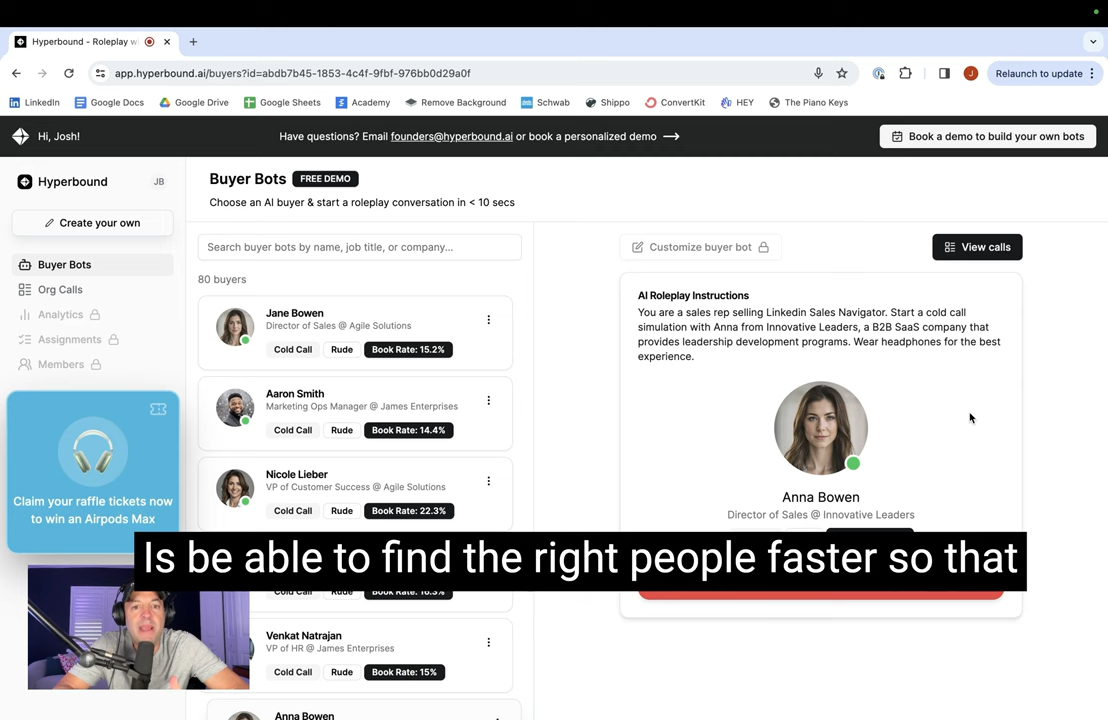 Hyperbound - Roleplay w
app.hyperbound.ai/buyers?id=abdb7b45-1853-4c4f-9fbf-976bb0d29a0f
J
Relaunch to update
LinkedIn
Google Docs
Google Drive
Google Sheets
Academy
Remove Background
Schwab
Shippo
ConvertKit
HEY
The Piano Keys
Hi, Josh!
Have questions? Email founders@hyperbound.ai or book a personalized demo
Book a demo to build your own bots
Hyperbound
JB
Create your own
Buyer Bots
Org Calls
Analytics
Assignments
Members
Claim your raffle tickets now
to win an Airpods Max
Buyer Bots
FREE DEMO
Choose an AI buyer & start a roleplay conversation in < 10 secs
Search buyer bots by name, job title, or company...
80 buyers
Jane Bowen
Director of Sales @ Agile Solutions
Cold Call
Rude
Book Rate: 15.2%
Aaron Smith
Marketing Ops Manager @ James Enterprises
Cold Call
Rude
Book Rate: 14.4%
Nicole Lieber
VP of Customer Success @ Agile Solutions
Cold Call
Rude
Book Rate: 22.3%
Cold Call
Rude
Book Rate: 16.3%
Venkat Natrajan
VP of HR @ James Enterprises
Cold Call
Rude
Book Rate: 15%
Anna Bowen
Customize buyer bot
View calls
AI Roleplay Instructions
You are a sales rep selling Linkedin Sales Navigator. Start a cold call
simulation with Anna from Innovative Leaders, a B2B SaaS company that
provides leadership development programs. Wear headphones for the best
experience.
Anna Bowen
Director of Sales @ Innovative Leaders
Is be able to find the right people faster so that